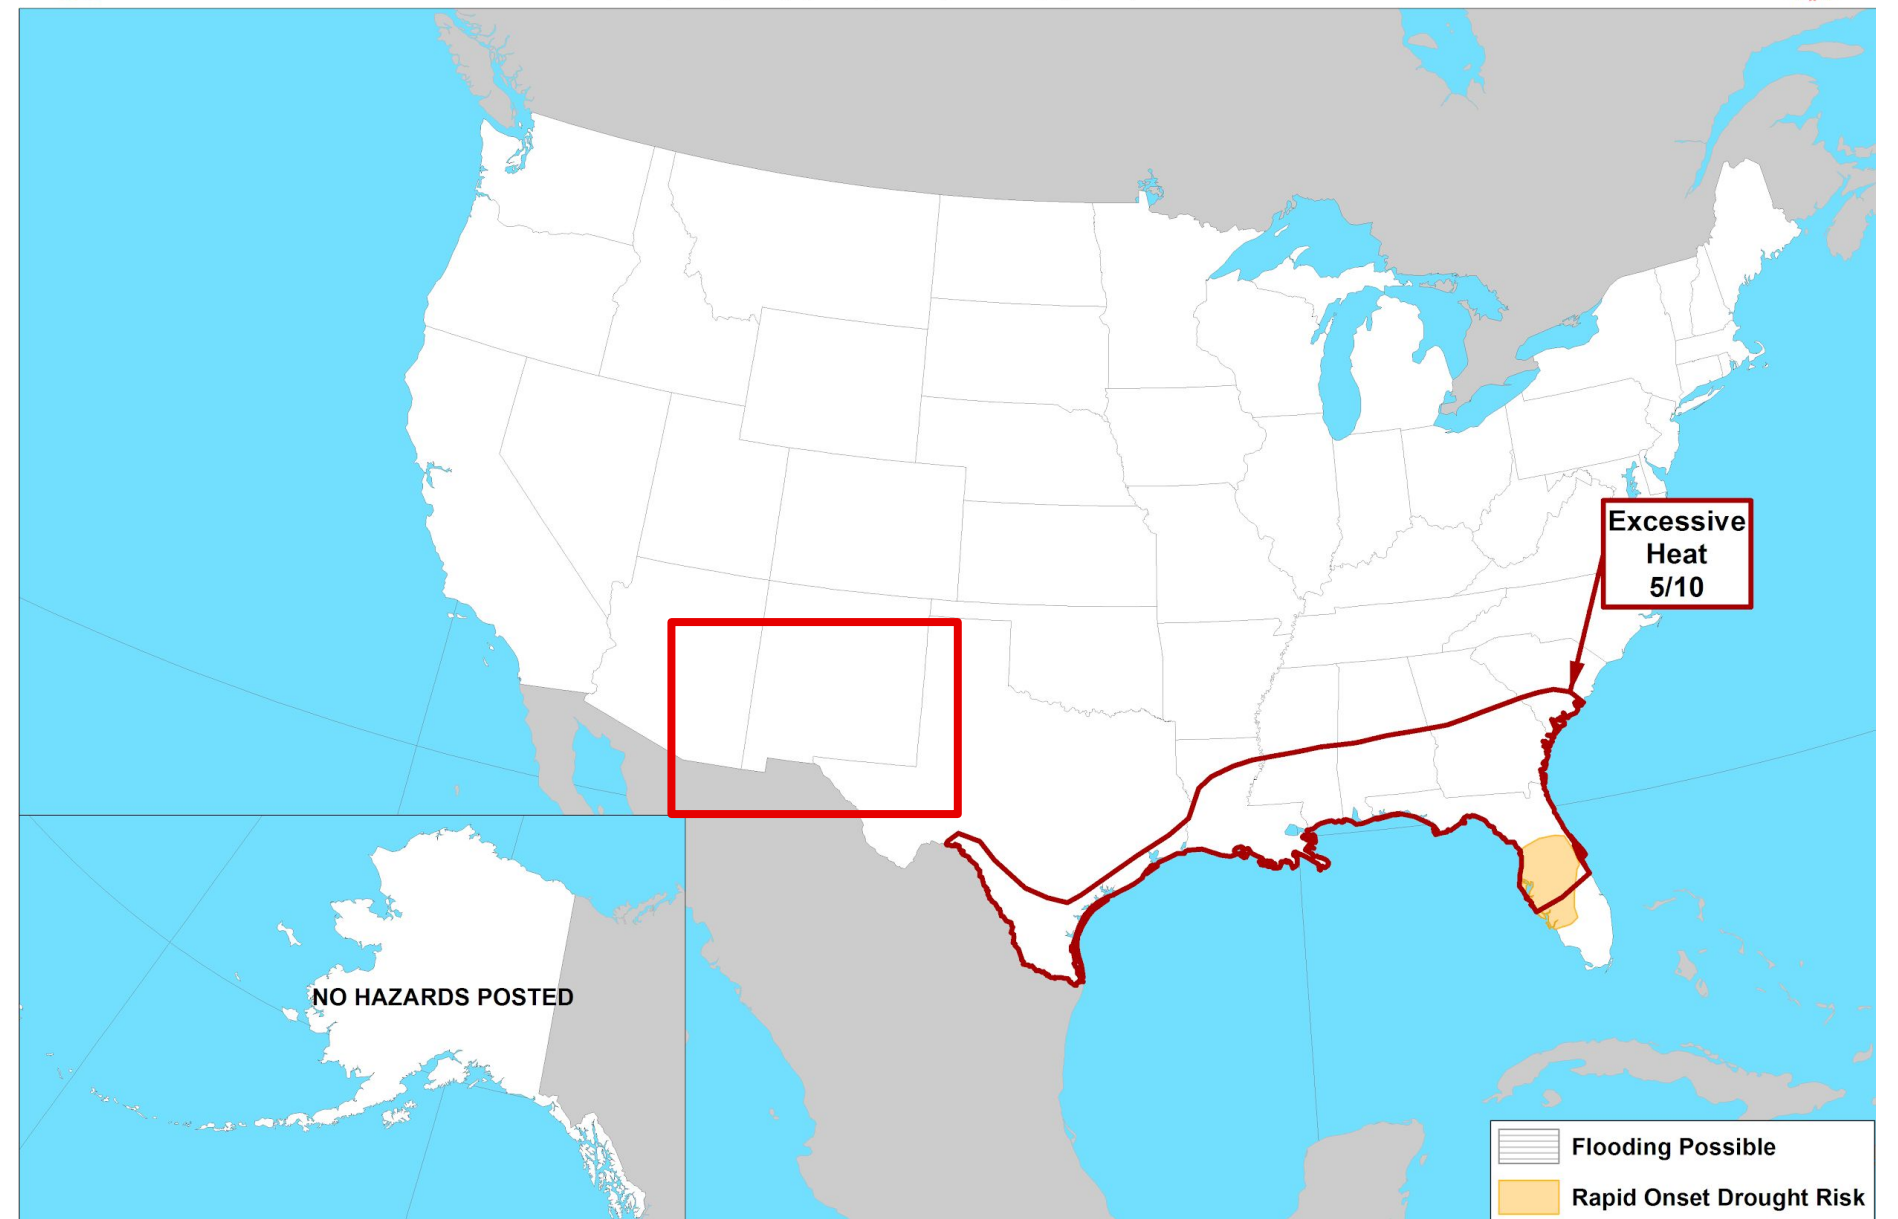 Excessive
Heat
5/10
NO HAZARDS POSTED
Flooding Possible
Rapid Onset Drought Risk